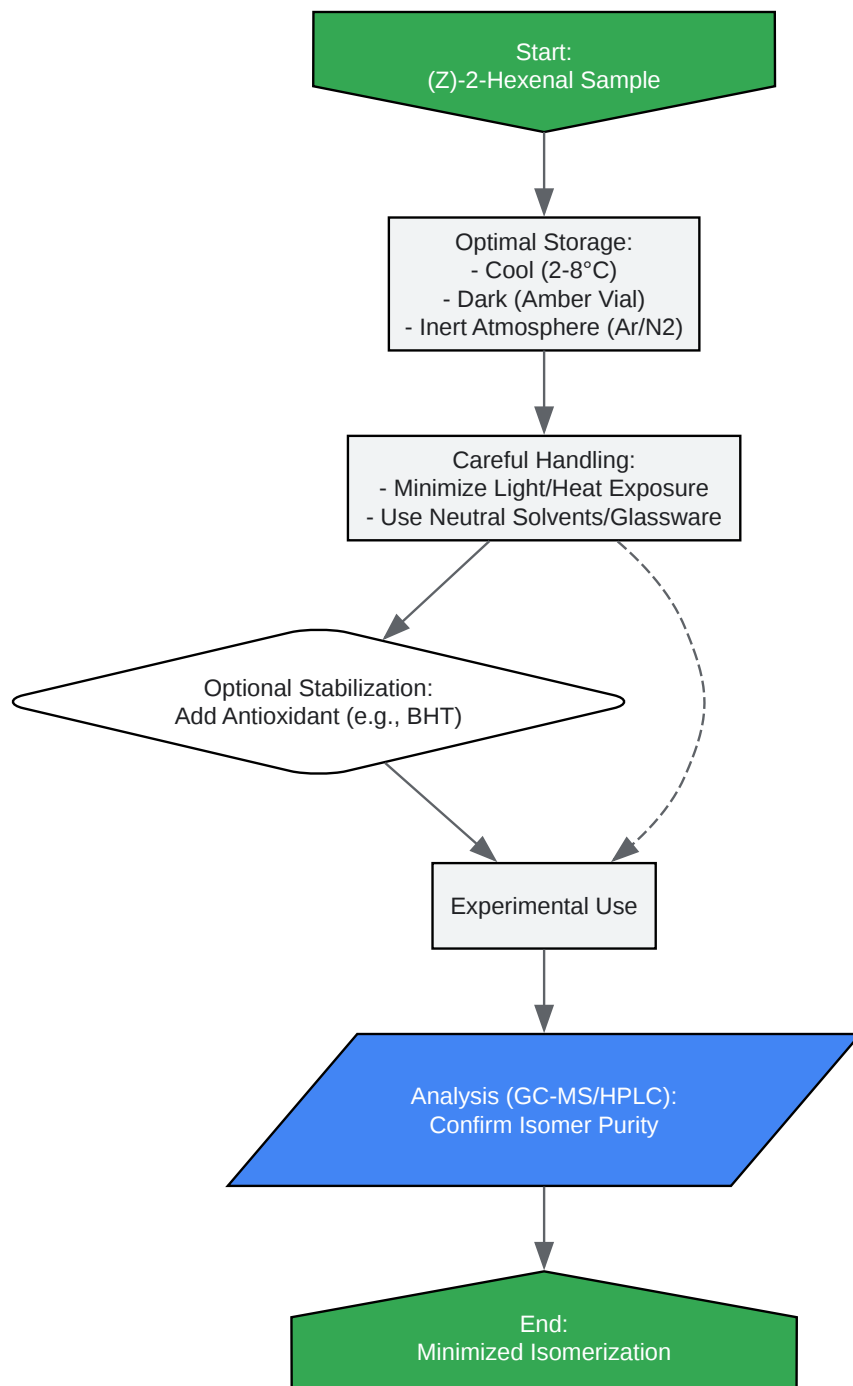 Start:
(Z)-2-Hexenal Sample
Optimal Storage:
- Cool (2-8°C)
- Dark (Amber Vial)
- Inert Atmosphere (Ar/N2)
Careful Handling:
- Minimize Light/Heat Exposure
- Use Neutral Solvents/Glassware
Optional Stabilization:
Add Antioxidant (e.g., BHT)
Experimental Use
Analysis (GC-MS/HPLC):
Confirm Isomer Purity
End:
Minimized Isomerization